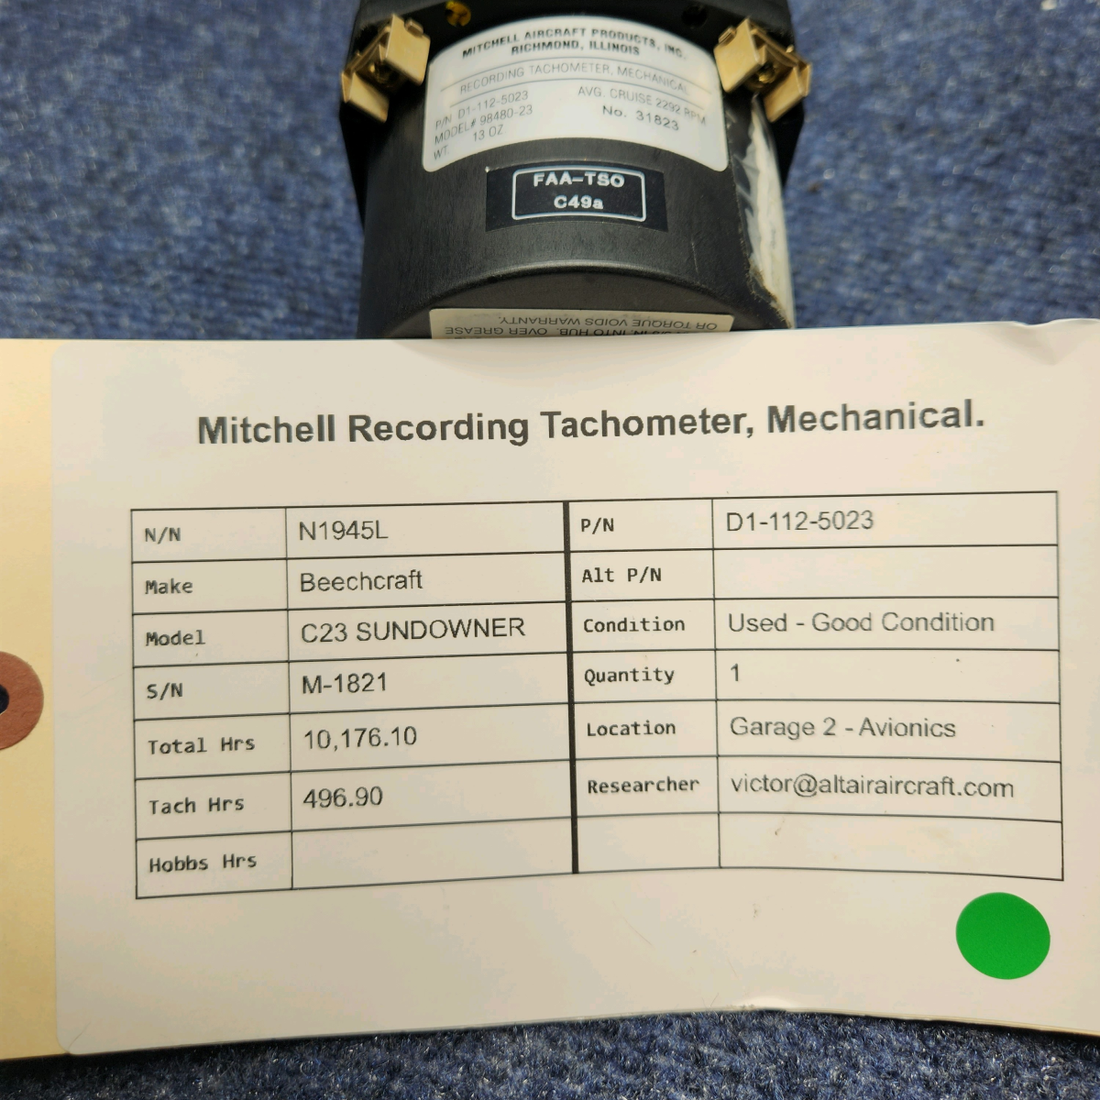 MITCHELL AIRCRAFT PRODUCTS, INC.
RICHMOND, ILLINOIS
RECORDING TACHOMETER, MECHANICAL
P/N D1-112-5023 AVG. CRUISE 2292 RPM
MODEL# 98480-23 No. 31823
WT. 13 OZ.
FAA-TSO
C49a
OVER GREASE
OR TORQUE VOIDS WARRANTY.
Mitchell Recording Tachometer, Mechanical.
N/N N1945L P/N D1-112-5023
Make Beechcraft Alt P/N
Model C23 SUNDOWNER Condition Used - Good Condition
S/N M-1821 Quantity 1
Total Hrs 10,176.10 Location Garage 2 - Avionics
Tach Hrs 496.90 Researcher victor@altairaircraft.com
Hobbs Hrs